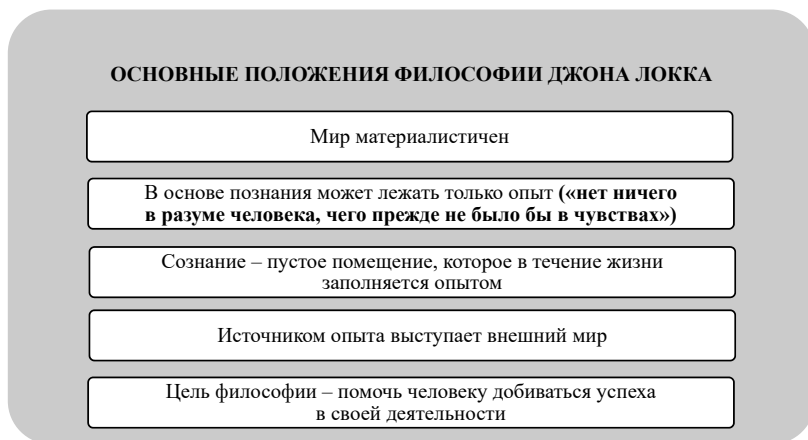 ОСНОВНЫЕ ПОЛОЖЕНИЯ ФИЛОСОФИИ ДЖОНА ЛОККА
Мир материалистичен
В основе познания может лежать только опыт («нет ничего
в разуме человека, чего прежде не было бы в чувствах»)
Сознание – пустое помещение, которое в течение жизни
заполняется опытом
Источником опыта выступает внешний мир
Цель философии – помочь человеку добиваться успеха
в своей деятельности